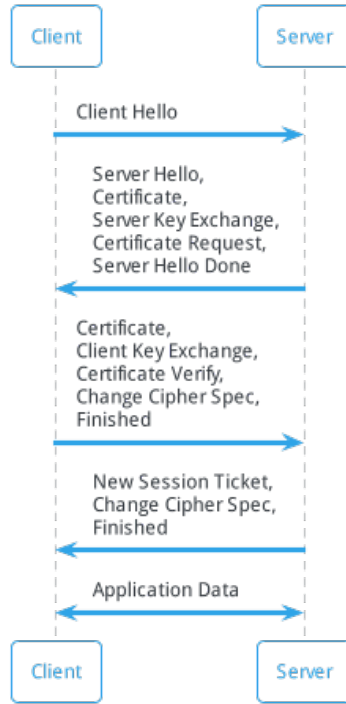 Client
Server
Client Hello
Server Hello,
Certificate,
Server Key Exchange,
Certificate Request,
Server Hello Done
Certificate,
Client Key Exchange,
Certificate Verify,
Change Cipher Spec,
Finished
New Session Ticket,
Change Cipher Spec,
Finished
Application Data
Client
Server